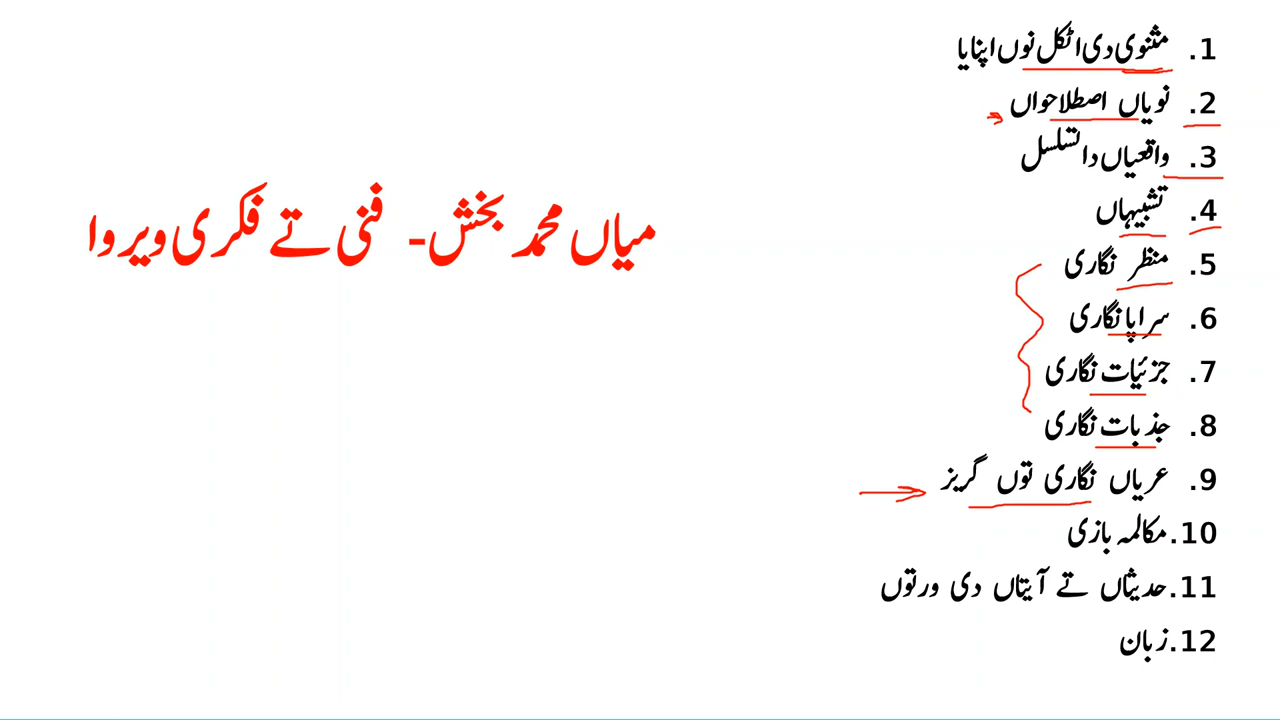 میاں محمد بخش- فنی تے فکری ویروا
1. مثنوی دی اٹکل نوں اپنایا
2. نویاں اصطلاحواں
3. واقعیاں دا تسلسل
4. تشبیہاں
5. منظر نگاری
6. سراپا نگاری
7. جزئیات نگاری
8. جذبات نگاری
9. عریاں نگاری توں گریز
10. مکالمہ بازی
11. حدیثاں تے آیتاں دی ورتوں
12. زبان